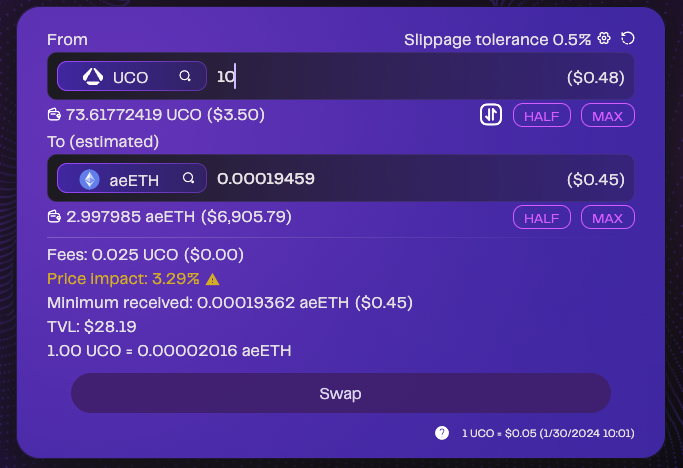 From Slippage tolerance 0.5%
UCO 10 ($0.48)
73.61772419 UCO ($3.50) HALF MAX
To (estimated)
aeETH 0.00019459 ($0.45)
2.997985 aeETH ($6,905.79) HALF MAX
Fees: 0.025 UCO ($0.00)
Price impact: 3.29%
Minimum received: 0.00019362 aeETH ($0.45)
TVL: $28.19
1.00 UCO = 0.00002016 aeETH
Swap
? 1 UCO = $0.05 (1/30/2024 10:01)